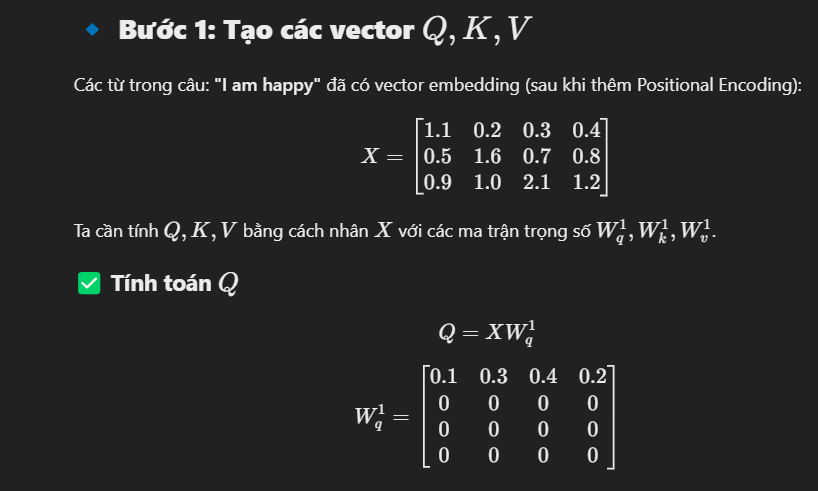 Bước 1: Tạo các vector Q, K, V
Các từ trong câu: "I am happy" đã có vector embedding (sau khi thêm Positional Encoding):
X = [1.1 0.2 0.3 0.4
0.5 1.6 0.7 0.8
0.9 1.0 2.1 1.2]
Ta cần tính Q, K, V bằng cách nhân X với các ma trận trọng số W_q^1, W_k^1, W_v^1.
✅ Tính toán Q
Q = XW_q^1
W_q^1 = [0.1 0.3 0.4 0.2
0 0 0 0
0 0 0 0
0 0 0 0]